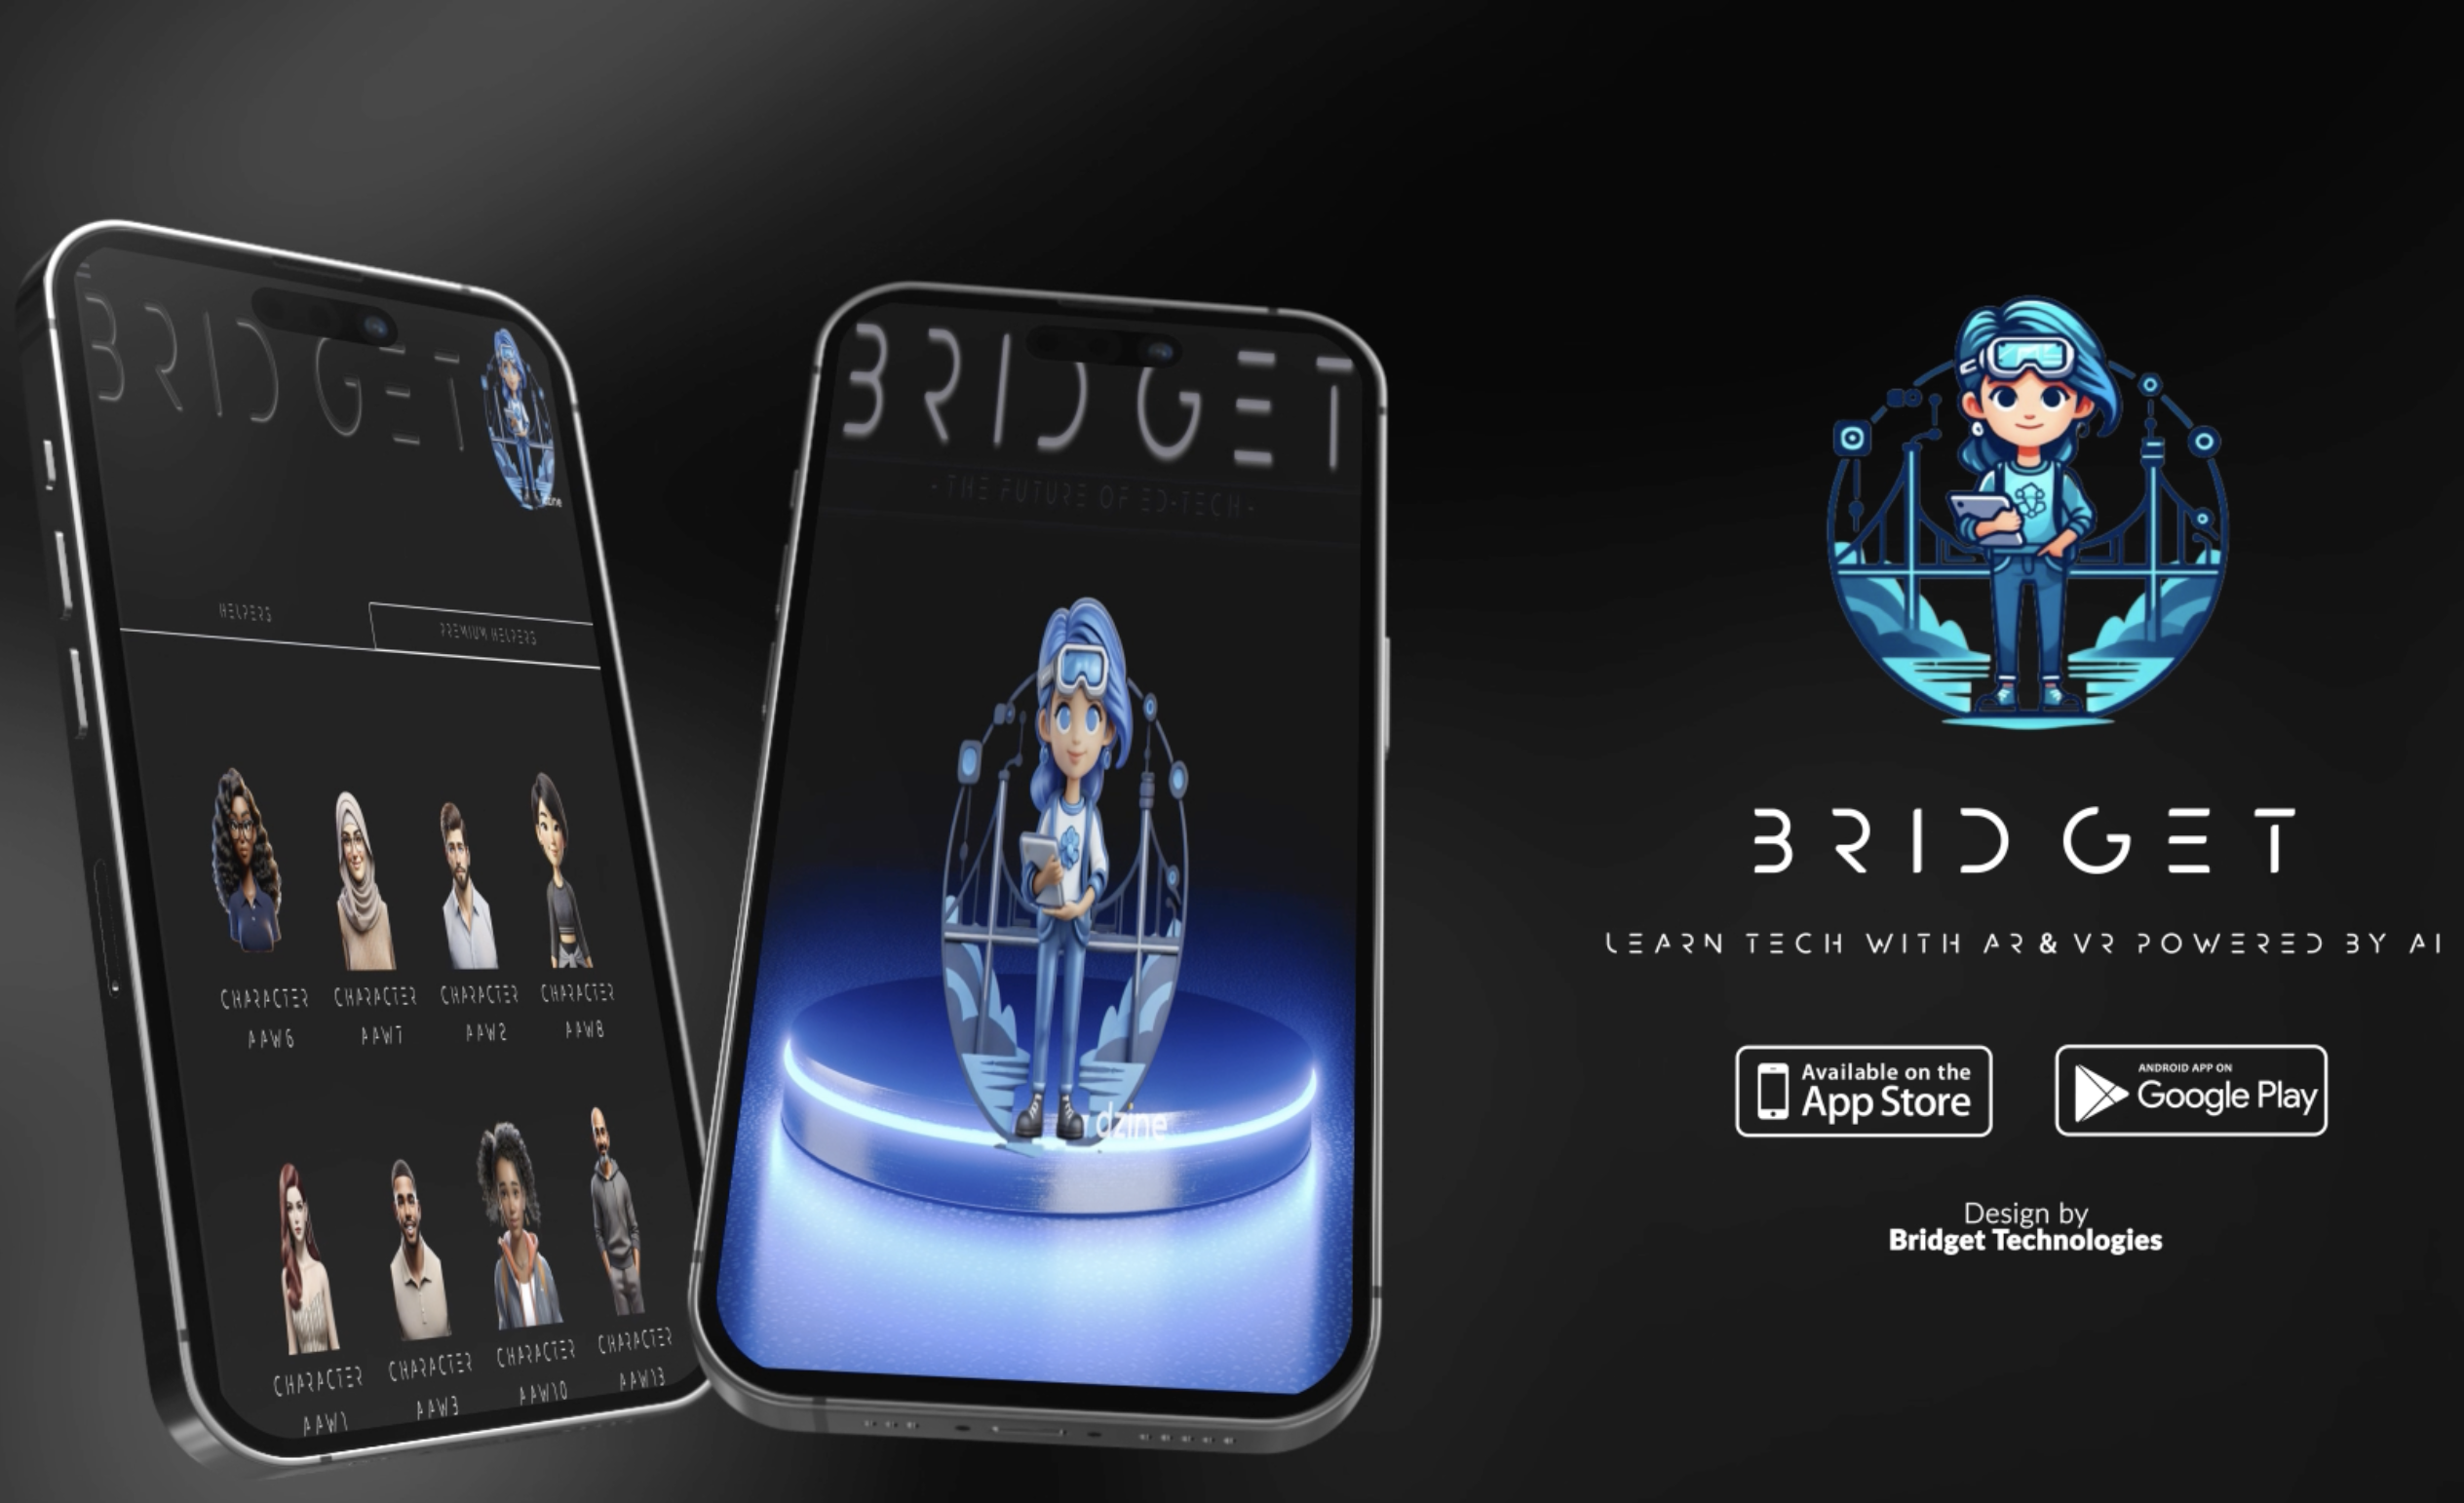 BRIDGET
zine
HELPERS
PREMIUM HELPERS
CHARACTER
AAW6
CHARACTER
AAW7
CHARACTER
AAW2
CHARACTER
AAW8
CHARACTER
AAW1
CHARACTER
AAW3
CHARACTER
AAW10
CHARACTER
AAW13
BRIDGET
-THE FUTURE OF ED-TECH-
dzine
BRIDGET
LEARN TECH WITH AR & VR POWERED BY AI
Available on the
App Store
ANDROID APP ON
Google Play
Design by
Bridget Technologies